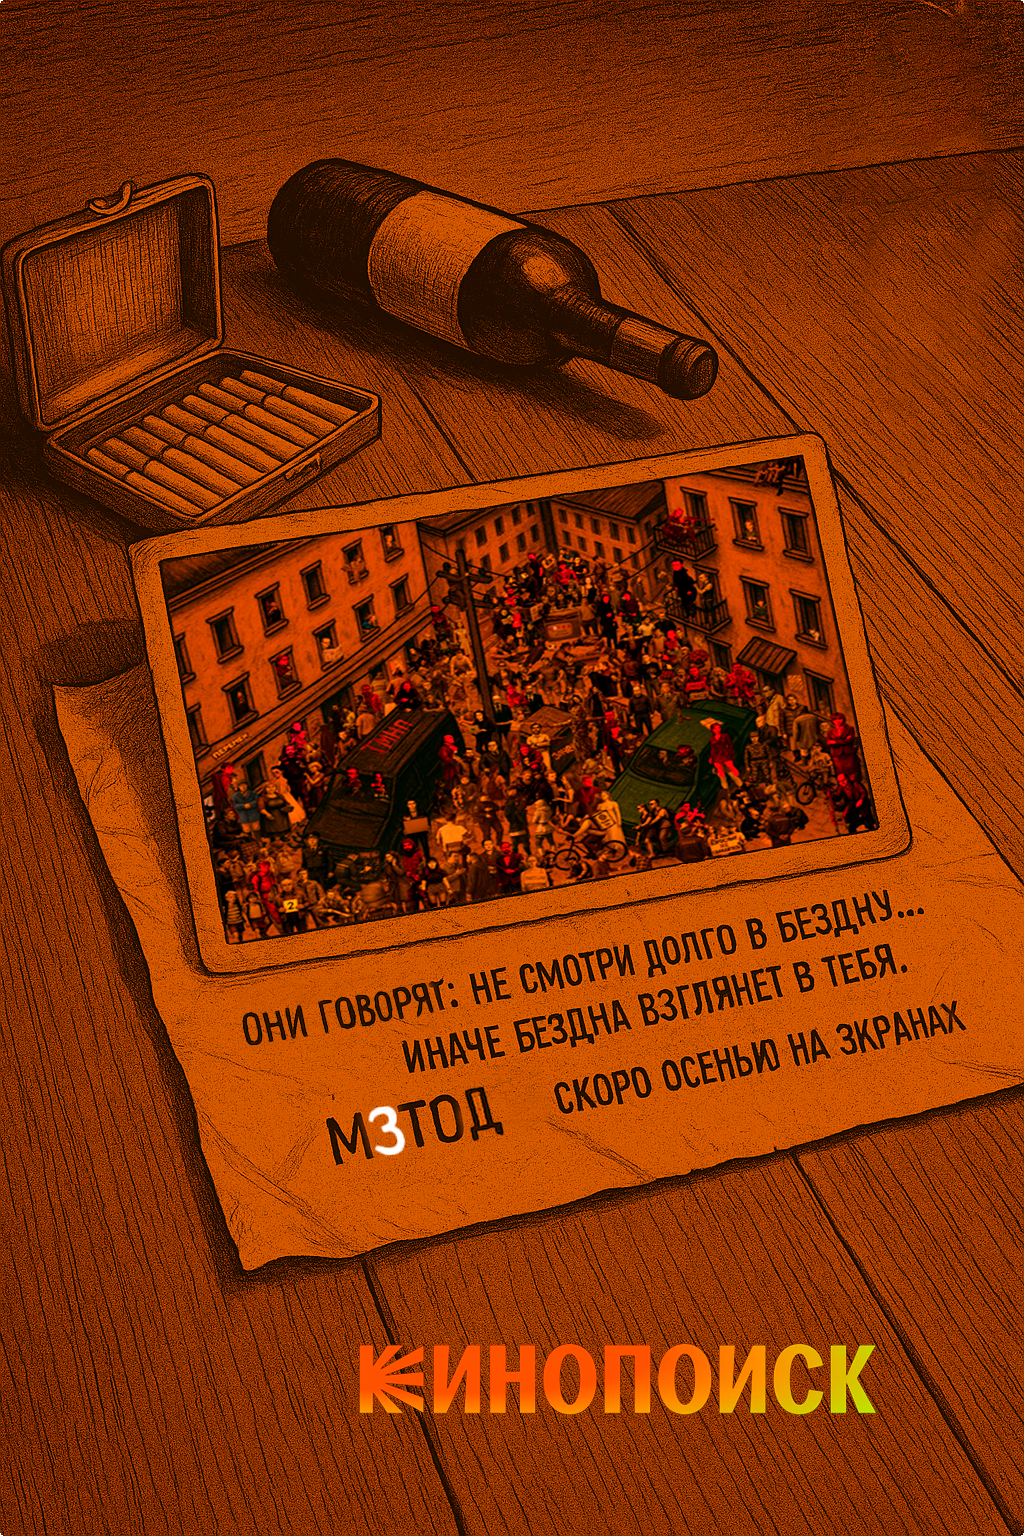 ОНИ ГОВОРЯТ: НЕ СМОТРИ ДОЛГО В БЕЗДНУ...
ИНАЧЕ БЕЗДНА ВЗГЛЯНЕТ В ТЕБЯ.
СКОРО ОСЕНЬЮ НА ЗКРАНАХ
М3ТОД
КИНОПОИСК